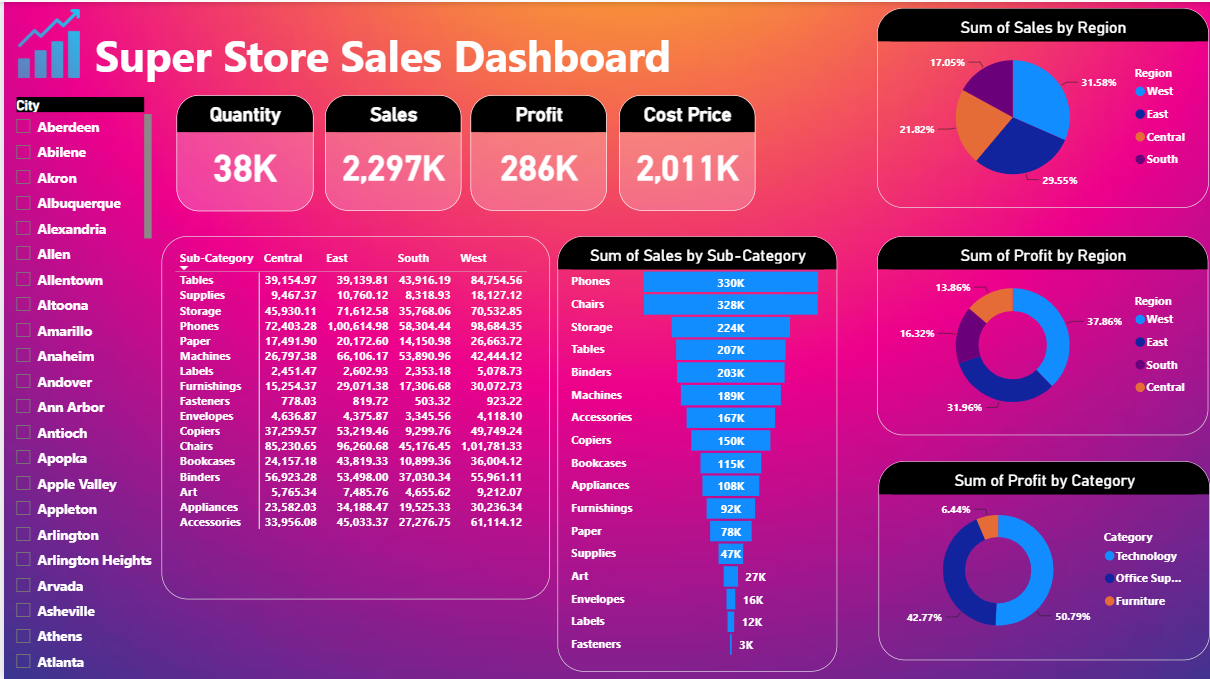 Super Store Sales Dashboard
City
Aberdeen
Abilene
Akron
Albuquerque
Alexandria
Allen
Allentown
Altoona
Amarillo
Anaheim
Andover
Ann Arbor
Antioch
Apopka
Apple Valley
Appleton
Arlington
Arlington Heights
Arvada
Asheville
Athens
Atlanta
Quantity
38K
Sales
2,297K
Profit
286K
Cost Price
2,011K
Sub-Category Central East South West
Tables 39,154.97 39,139.81 43,916.19 84,754.56
Supplies 9,467.37 10,760.12 8,318.93 18,127.12
Storage 45,930.11 71,612.58 35,768.06 70,532.85
Phones 72,403.28 1,00,614.98 58,304.44 98,684.35
Paper 17,491.90 20,172.60 14,150.98 26,663.72
Machines 26,797.38 66,106.17 53,890.96 42,444.12
Labels 2,451.47 2,602.93 2,353.18 5,078.73
Furnishings 15,254.37 29,071.38 17,306.68 30,072.73
Fasteners 778.03 819.72 503.32 923.22
Envelopes 4,636.87 4,375.87 3,345.56 4,118.10
Copiers 37,259.57 53,219.46 9,299.76 49,749.24
Chairs 85,230.65 96,260.68 45,176.45 1,01,781.33
Bookcases 24,157.18 43,819.33 10,899.36 36,004.12
Binders 56,923.28 53,498.00 37,030.34 55,961.11
Art 5,765.34 7,485.76 4,655.62 9,212.07
Appliances 23,582.03 34,188.47 19,525.33 30,236.34
Accessories 33,956.08 45,033.37 27,276.75 61,114.12
Sum of Sales by Sub-Category
Phones 330K
Chairs 328K
Storage 224K
Tables 207K
Binders 203K
Machines 189K
Accessories 167K
Copiers 150K
Bookcases 115K
Appliances 108K
Furnishings 92K
Paper 78K
Supplies 47K
Art 27K
Envelopes 16K
Labels 12K
Fasteners 3K
Sum of Sales by Region
17.05%
31.58%
21.82%
29.55%
Region
West
East
Central
South
Sum of Profit by Region
13.86%
37.86%
16.32%
31.96%
Region
West
East
South
Central
Sum of Profit by Category
6.44%
42.77%
50.79%
Category
Technology
Office Sup...
Furniture